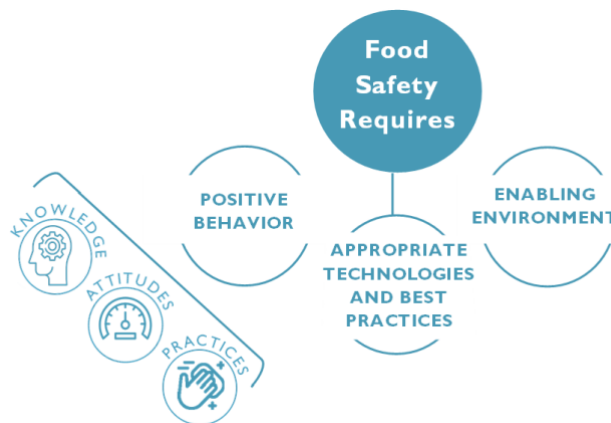 Food
Safety
Requires
POSITIVE
BEHAVIOR
APPROPRIATE
TECHNOLOGIES
AND BEST
PRACTICES
ENABLING
ENVIRONMENT
KNOWLEDGE
ATTITUDES
PRACTICES